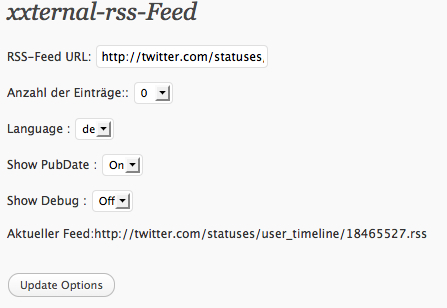 xxternal-rss-Feed
RSS-Feed URL: http://twitter.com/statuses,
Anzahl der Einträge:: 0
Language : de
Show PubDate : On
Show Debug : Off
Aktueller Feed:http://twitter.com/statuses/user_timeline/18465527.rss
Update Options